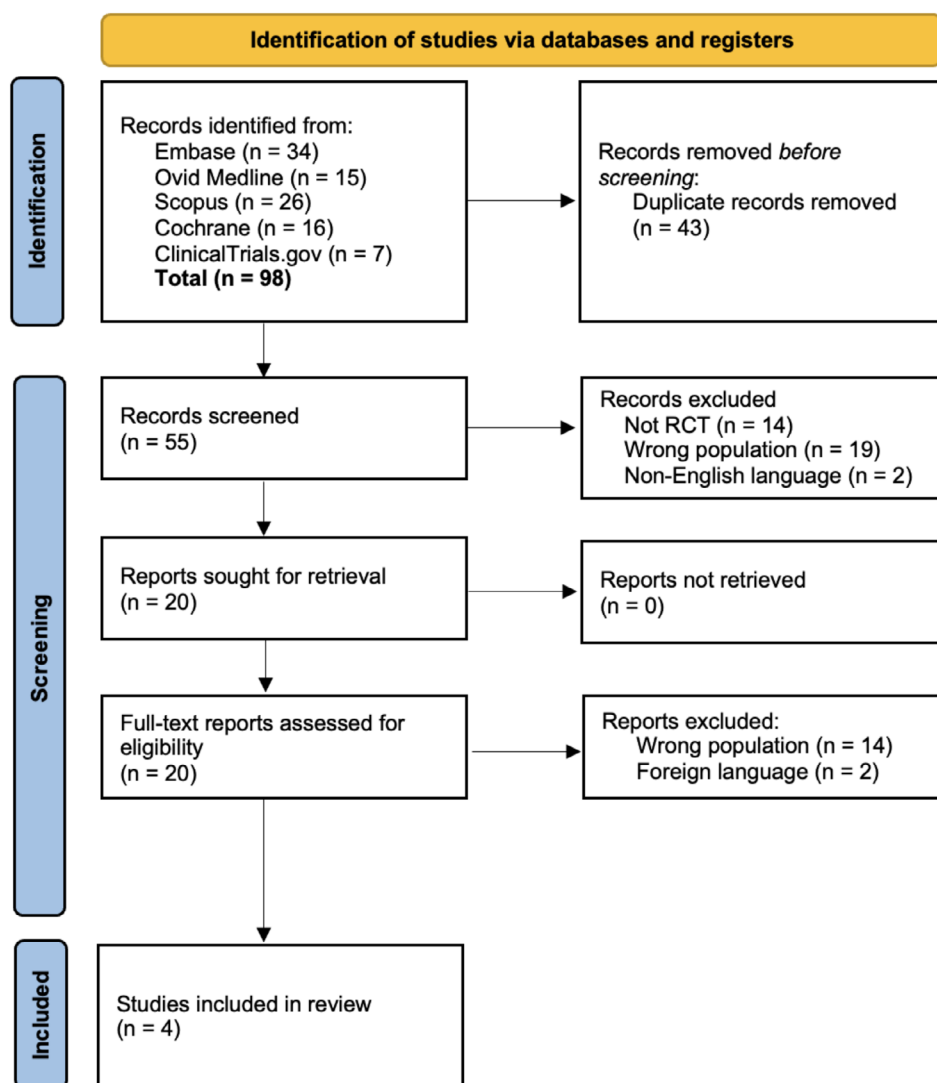 Identification of studies via databases and registers
Identification
Records identified from:
Embase (n = 34)
Ovid Medline (n = 15)
Scopus (n = 26)
Cochrane (n = 16)
ClinicalTrials.gov (n = 7)
Total (n = 98)
Records removed before
screening:
Duplicate records removed
(n = 43)
Screening
Records screened
(n = 55)
Records excluded
Not RCT (n = 14)
Wrong population (n = 19)
Non-English language (n = 2)
Reports sought for retrieval
(n = 20)
Reports not retrieved
(n = 0)
Full-text reports assessed for
eligibility
(n = 20)
Reports excluded:
Wrong population (n = 14)
Foreign language (n = 2)
Included
Studies included in review
(n = 4)